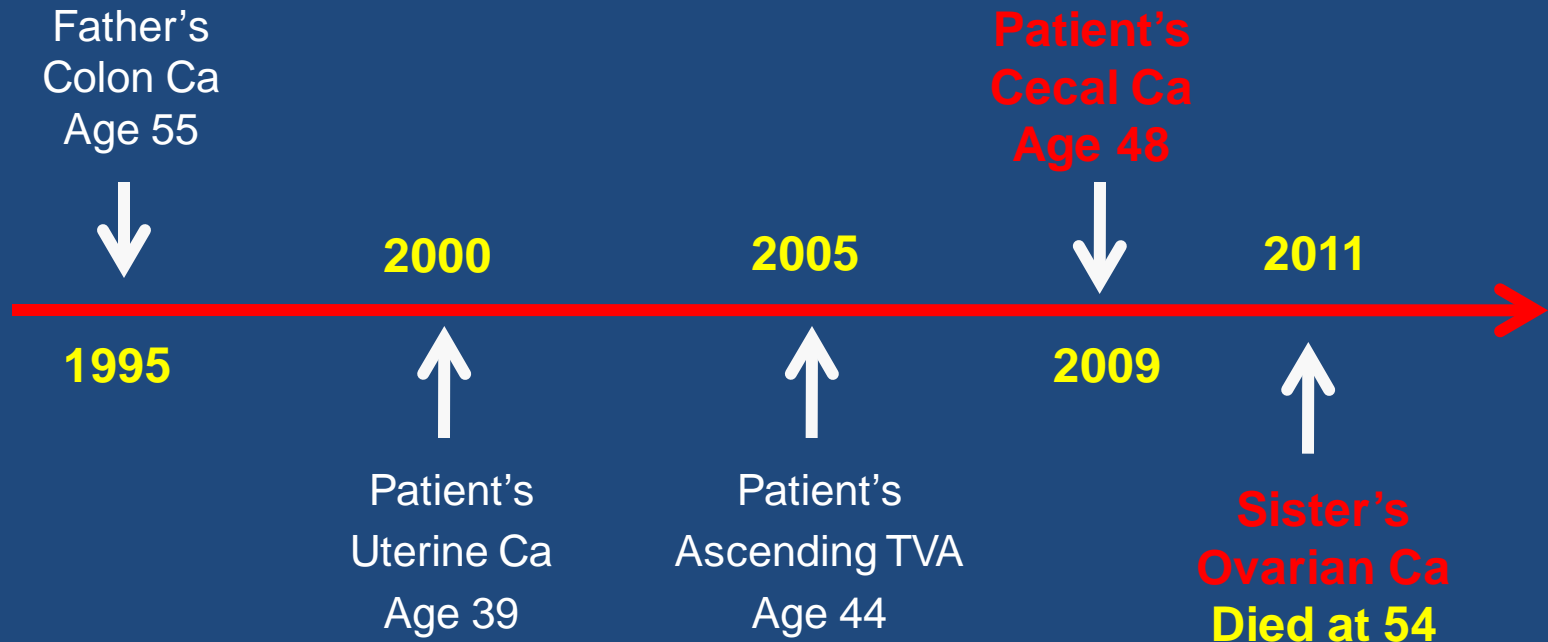 Father's
Colon Ca
Age 55
Patient's
Cecal Ca
Age 48
2000
2005
2011
1995
2009
Patient's
Uterine Ca
Age 39
Patient's
Ascending TVA
Age 44
Sister's
Ovarian Ca
Died at 54